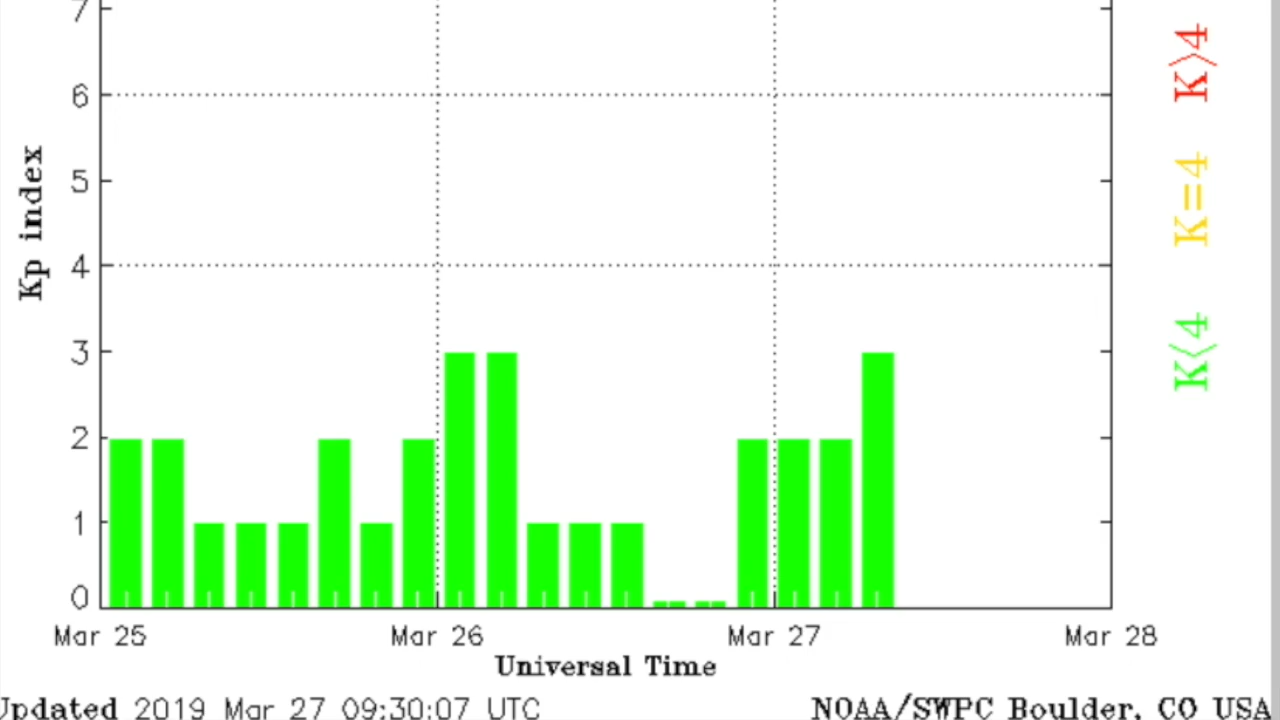 7
6
5
4
3
2
1
0
Kp index
K>4
K=4
K<4
Mar 25 Mar 26 Mar 27 Mar 28
Universal Time
Updated 2019 Mar 27 09:30:07 UTC NOAA/SWPC Boulder, CO USA